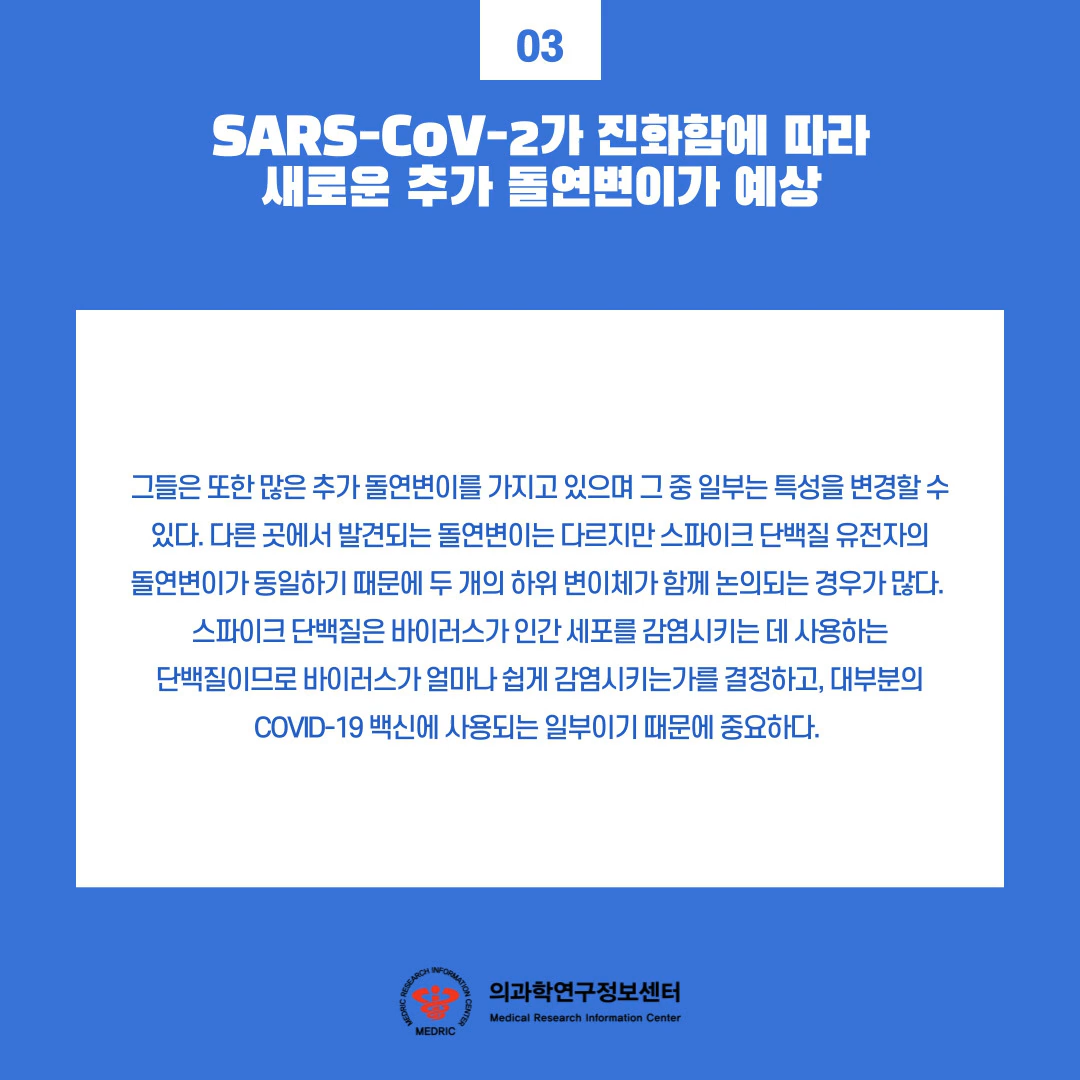 03
SARS-CoV-2가 진화함에 따라
새로운 추가 돌연변이가 예상
그들은 또한 많은 추가 돌연변이를 가지고 있으며 그 중 일부는 특성을 변경할 수
있다. 다른 곳에서 발견되는 돌연변이는 다르지만 스파이크 단백질 유전자의
돌연변이가 동일하기 때문에 두 개의 하위 변이체가 함께 논의되는 경우가 많다.
스파이크 단백질은 바이러스가 인간 세포를 감염시키는 데 사용하는
단백질이므로 바이러스가 얼마나 쉽게 감염시키는가를 결정하고, 대부분의
COVID-19 백신에 사용되는 일부이기 때문에 중요하다.
MEDRIC RESEARCH INFORMATION CENTER
MEDRIC
의과학연구정보센터
Medical Research Information Center